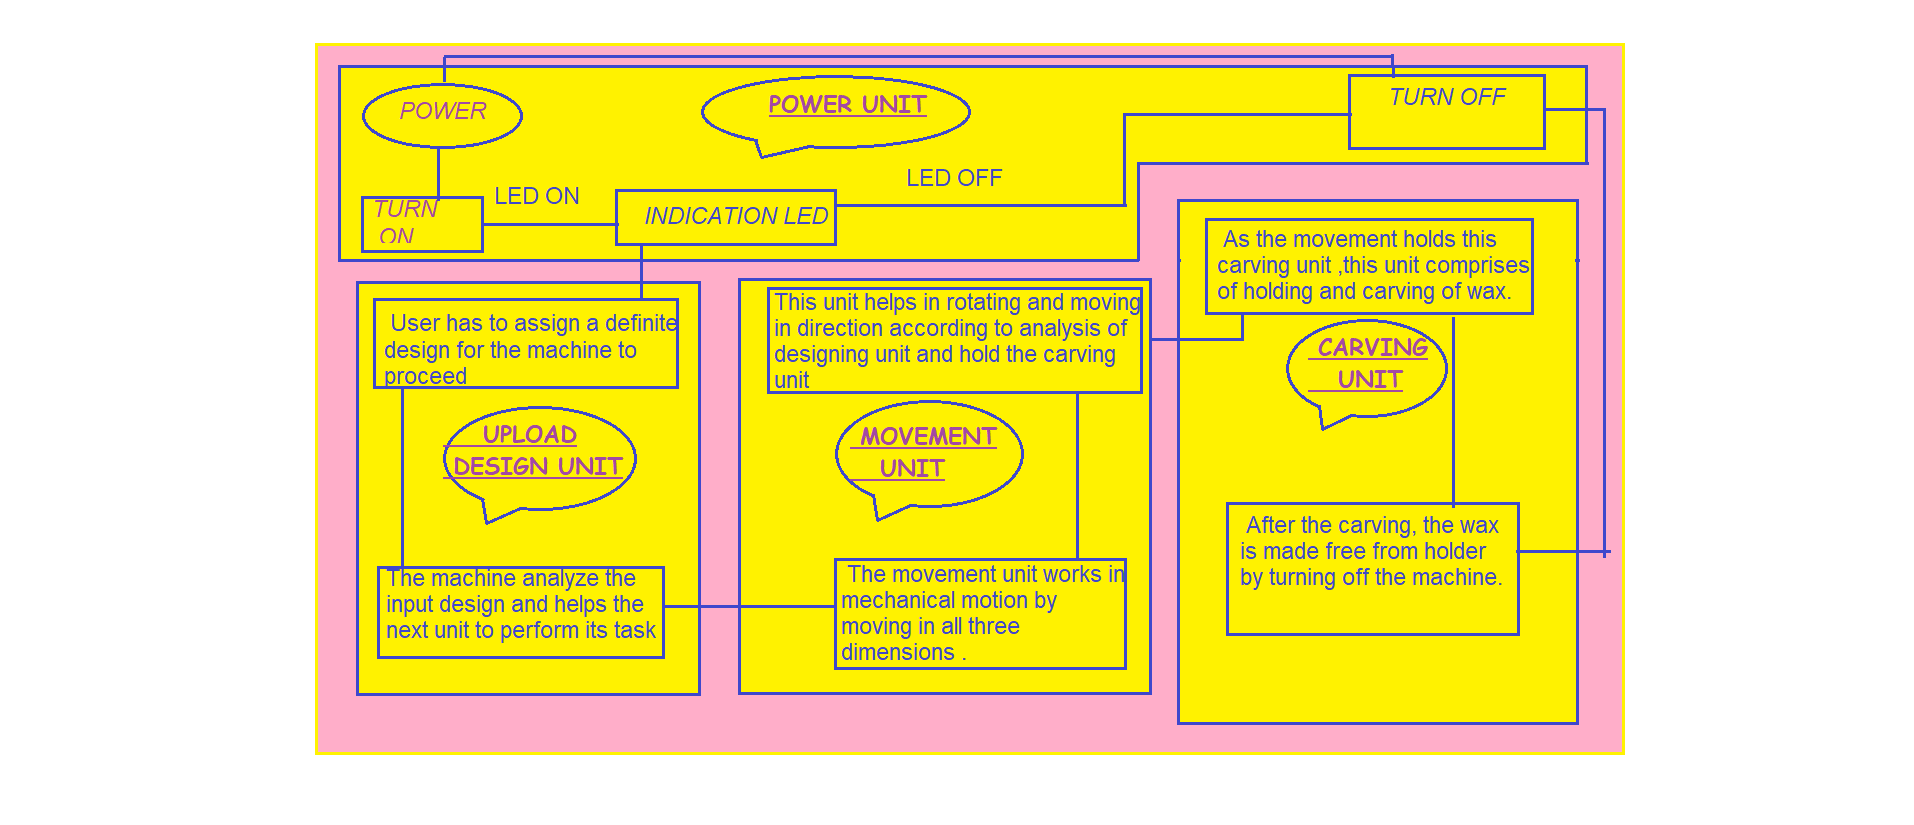 POWER
POWER UNIT
TURN OFF
LED ON
LED OFF
TURN
ON
INDICATION LED
User has to assign a definite
design for the machine to
proceed
UPLOAD
DESIGN UNIT
The machine analyze the
input design and helps the
next unit to perform its task
This unit helps in rotating and moving
in direction according to analysis of
designing unit and hold the carving
unit
MOVEMENT
UNIT
The movement unit works in
mechanical motion by
moving in all three
dimensions .
As the movement holds this
carving unit ,this unit comprises
of holding and carving of wax.
CARVING
UNIT
After the carving, the wax
is made free from holder
by turning off the machine.